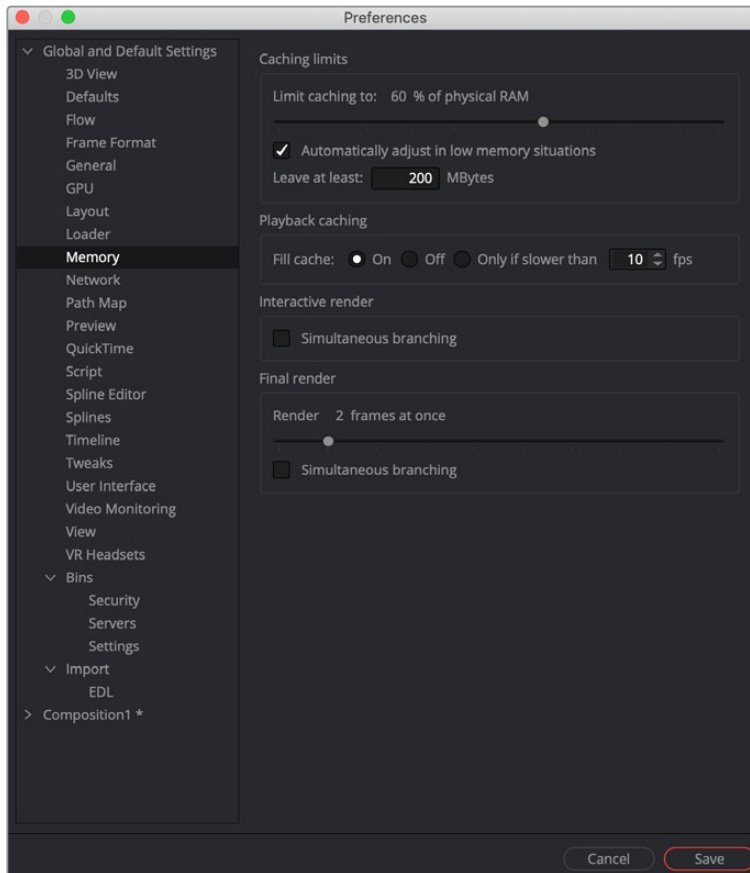 Preferences
Global and Default Settings
3D View
Defaults
Flow
Frame Format
General
GPU
Layout
Loader
Memory
Network
Path Map
Preview
QuickTime
Script
Spline Editor
Splines
Timeline
Tweaks
User Interface
Video Monitoring
View
VR Headsets
Bins
Security
Servers
Settings
Import
EDL
Composition1 *
Caching limits
Limit caching to: 60 % of physical RAM
Automatically adjust in low memory situations
Leave at least: 200 MBytes
Playback caching
Fill cache: On Off Only if slower than 10 fps
Interactive render
Simultaneous branching
Final render
Render 2 frames at once
Simultaneous branching
Cancel Save